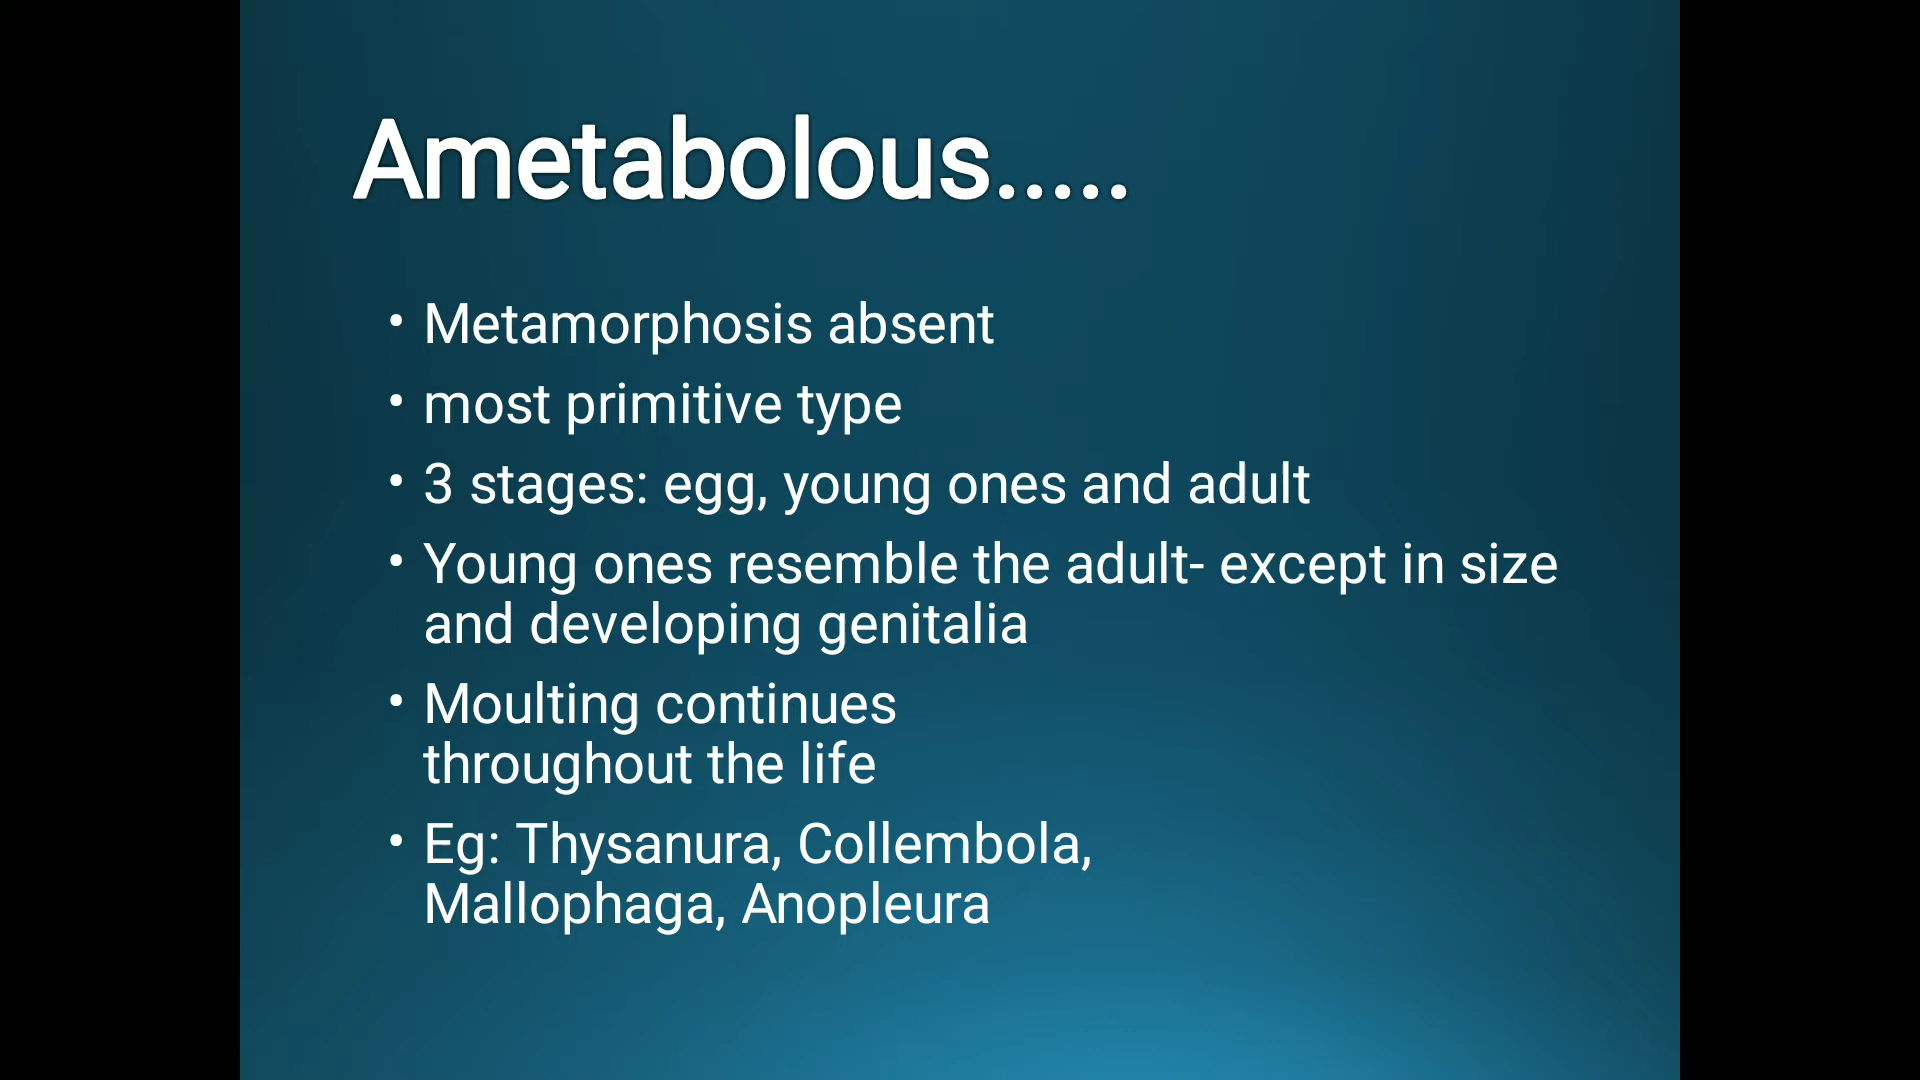 Ametabolous.....
• Metamorphosis absent
• most primitive type
• 3 stages: egg, young ones and adult
• Young ones resemble the adult- except in size
and developing genitalia
• Moulting continues
throughout the life
• Eg: Thysanura, Collembola,
Mallophaga, Anopleura